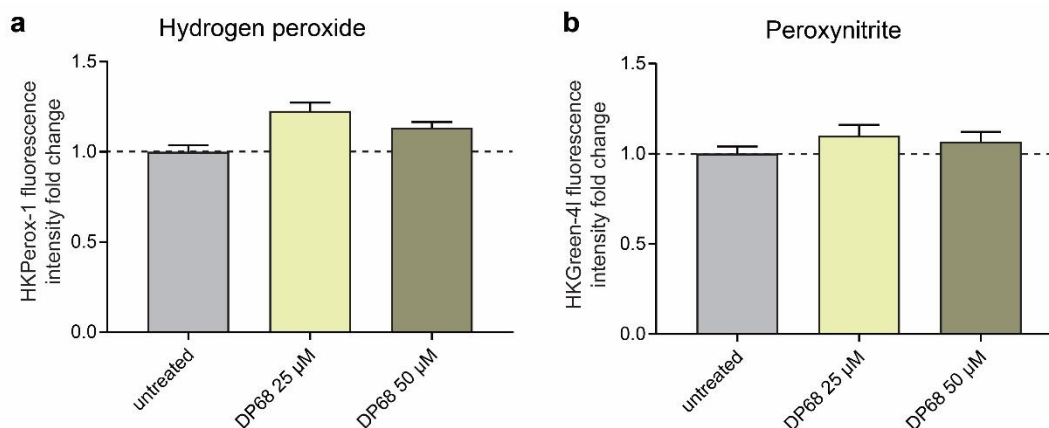 a
Hydrogen peroxide
HKPerox-1 fluorescence
intensity fold change
1.5
1.0
0.5
0.0
untreated
DP68 25 µM
DP68 50 µM
b
Peroxynitrite
HKGreen-4I fluorescence
intensity fold change
1.5
1.0
0.5
0.0
untreated
DP68 25 µM
DP68 50 µM